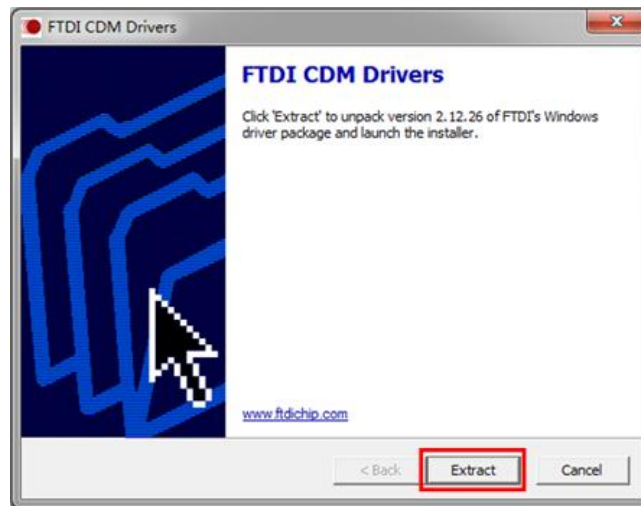 FTDI CDM Drivers
FTDI CDM Drivers
Click 'Extract' to unpack version 2.12.26 of FTDI's Windows
driver package and launch the installer.
www.ftdichip.com
< Back
Extract
Cancel